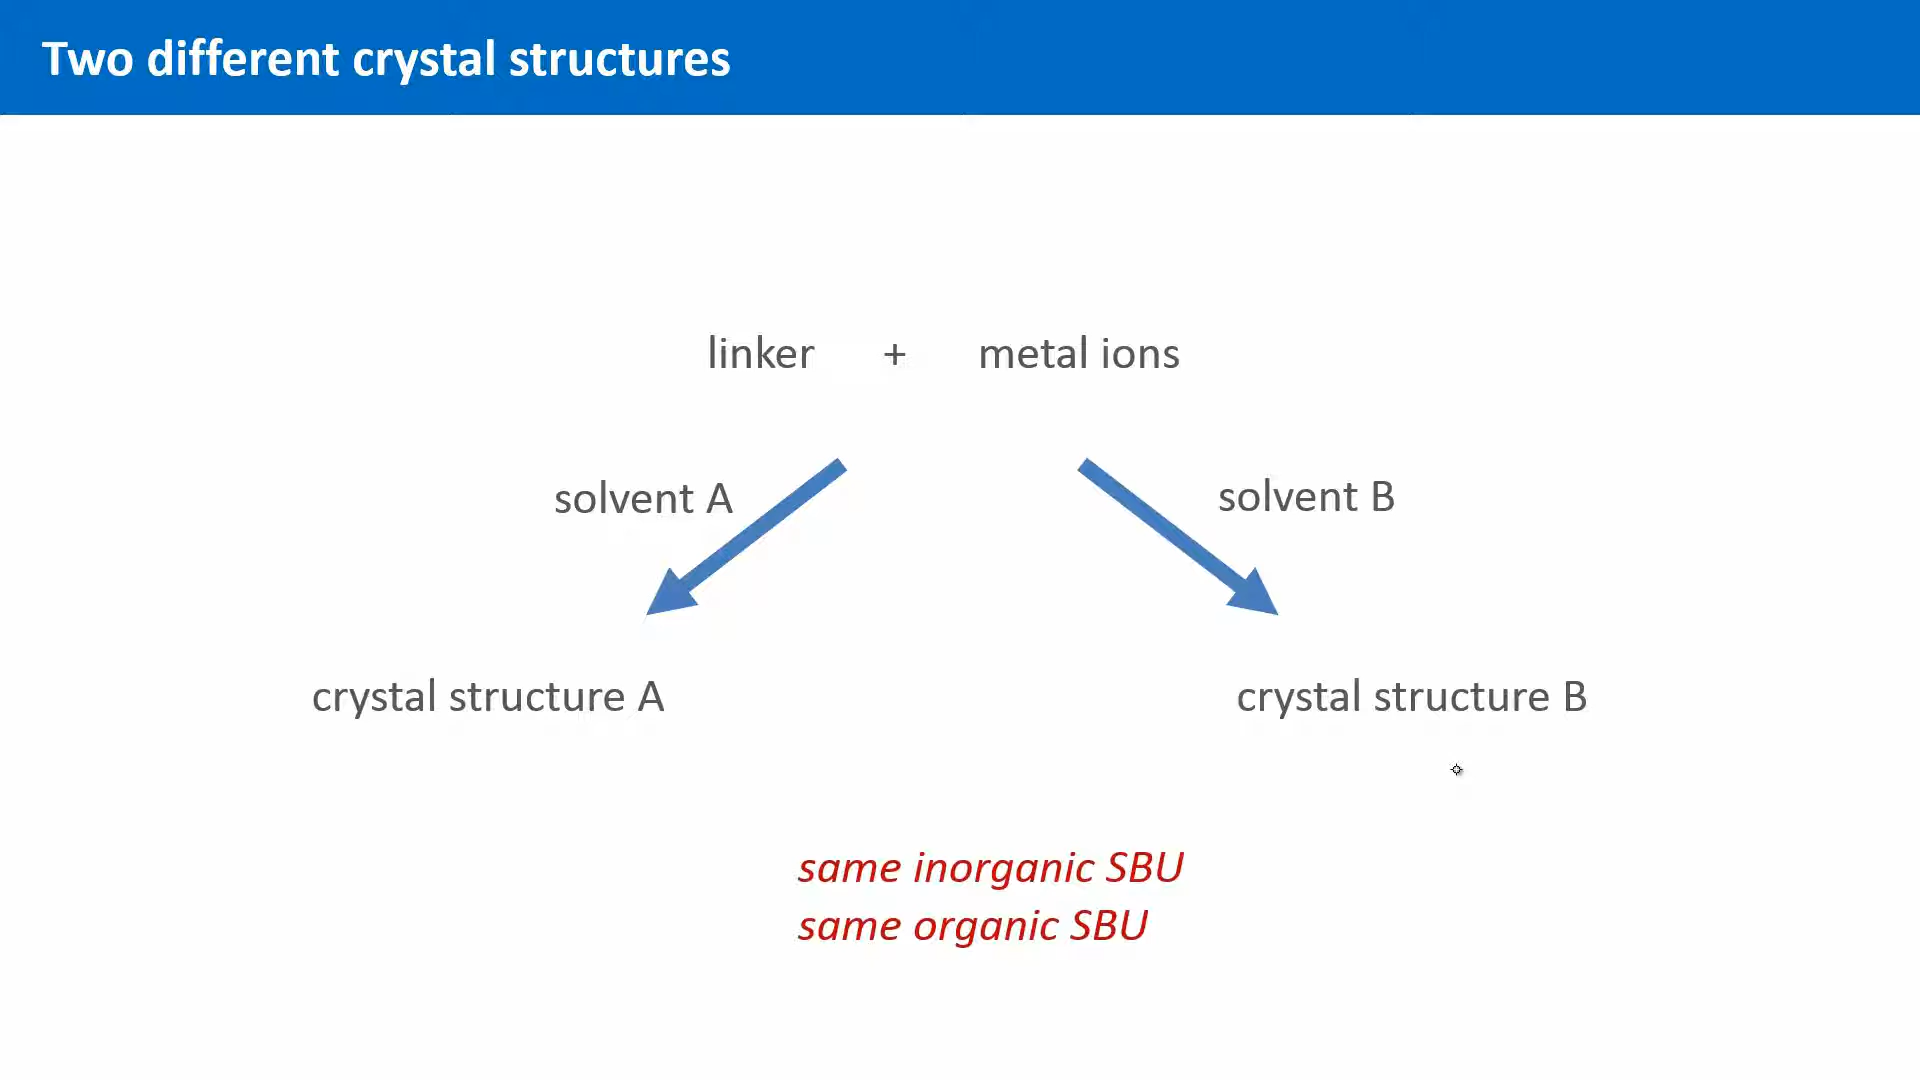 Two different crystal structures
linker + metal ions
solvent A
solvent B
crystal structure A
crystal structure B
same inorganic SBU
same organic SBU